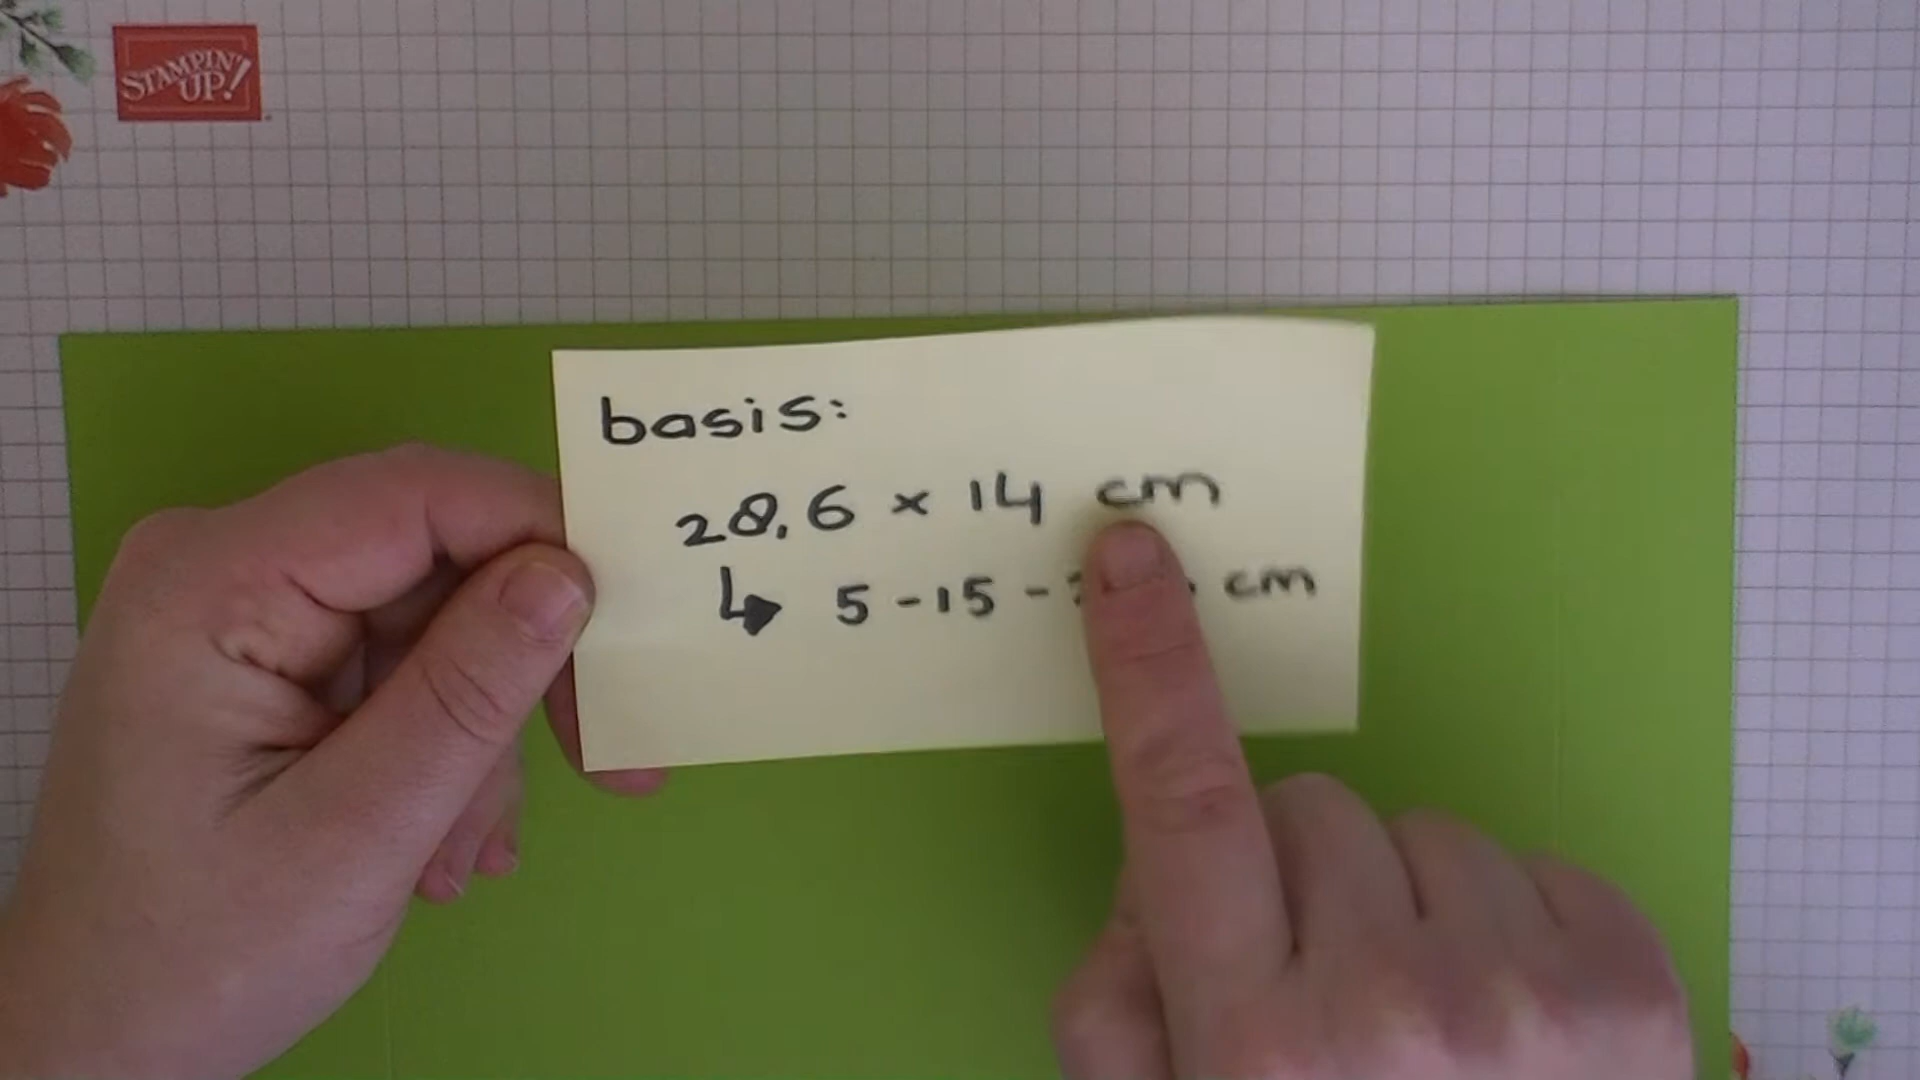 STAMPIN'
UP!
basis:
28,6 x 14 cm
↳ 5 - 15 - cm